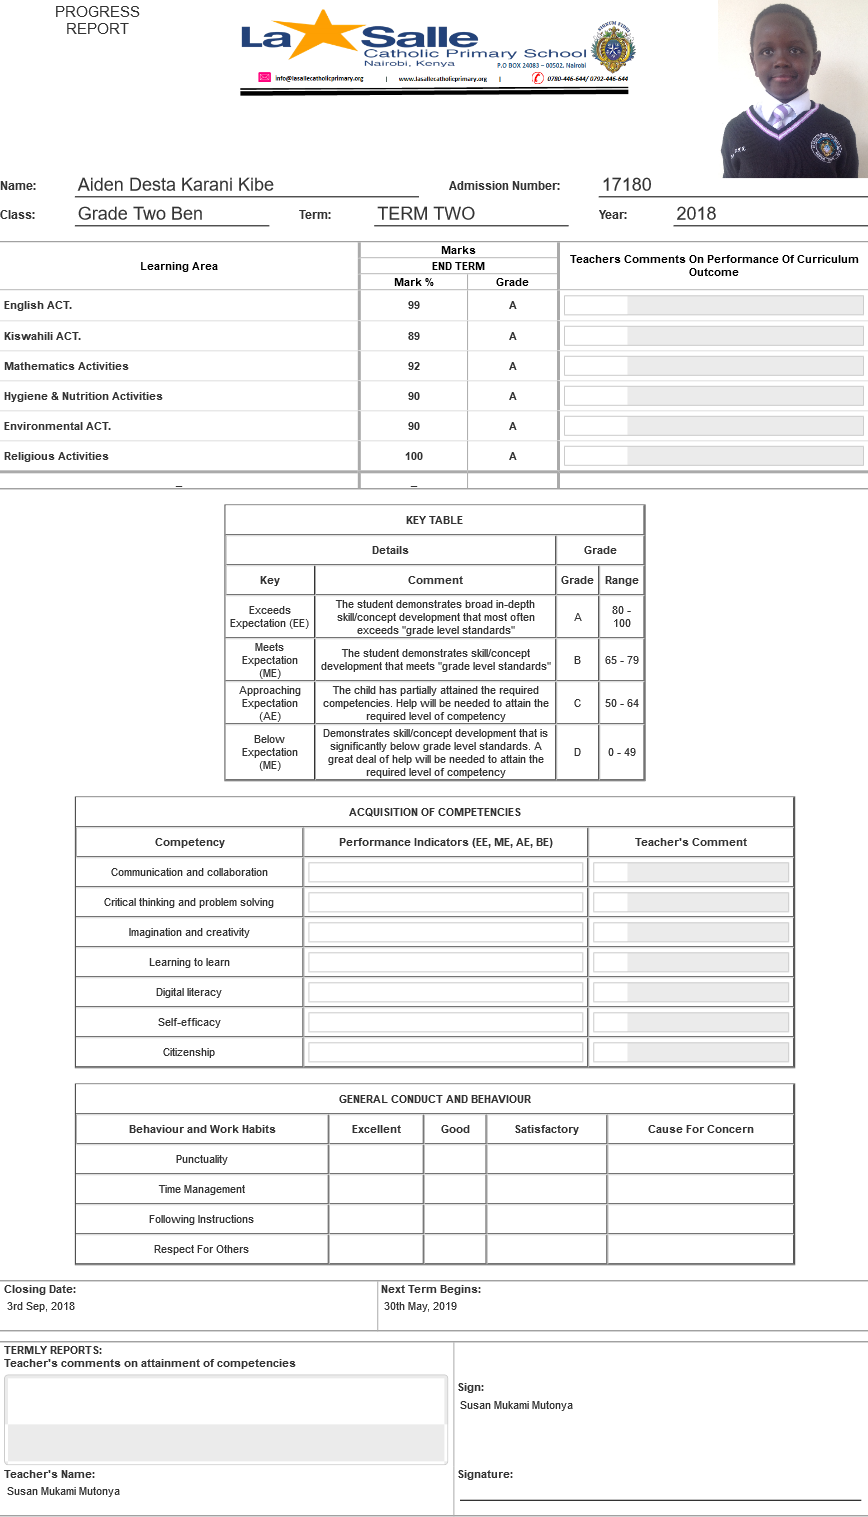 PROGRESS
REPORT
La Salle
Catholic Primary School
Nairobi, Kenya
P.O BOX 24083 – 00502, Nairobi
info@lasallecatholicprimary.org | www.lasallecatholicprimary.org | 0780-446-644/ 0792-446-644
Name: Aiden Desta Karani Kibe Admission Number: 17180
Class: Grade Two Ben Term: TERM TWO Year: 2018
Learning Area
Marks
END TERM
Mark % Grade
Teachers Comments On Performance Of Curriculum
Outcome
English ACT. 99 A
Kiswahili ACT. 89 A
Mathematics Activities 92 A
Hygiene & Nutrition Activities 90 A
Environmental ACT. 90 A
Religious Activities 100 A
_ _
KEY TABLE
Details Grade
Key Comment Grade Range
Exceeds
Expectation (EE)
The student demonstrates broad in-depth
skill/concept development that most often
exceeds "grade level standards"
A
80 -
100
Meets
Expectation
(ME)
The student demonstrates skill/concept
development that meets "grade level standards"
B
65 - 79
Approaching
Expectation
(AE)
The child has partially attained the required
competencies. Help will be needed to attain the
required level of competency
C
50 - 64
Below
Expectation
(ME)
Demonstrates skill/concept development that is
significantly below grade level standards. A
great deal of help will be needed to attain the
required level of competency
D
0 - 49
ACQUISITION OF COMPETENCIES
Competency Performance Indicators (EE, ME, AE, BE) Teacher's Comment
Communication and collaboration
Critical thinking and problem solving
Imagination and creativity
Learning to learn
Digital literacy
Self-efficacy
Citizenship
GENERAL CONDUCT AND BEHAVIOUR
Behaviour and Work Habits Excellent Good Satisfactory Cause For Concern
Punctuality
Time Management
Following Instructions
Respect For Others
Closing Date: Next Term Begins:
3rd Sep, 2018 30th May, 2019
TERMLY REPORTS:
Teacher's comments on attainment of competencies
Sign:
Susan Mukami Mutonya
Teacher's Name: Signature:
Susan Mukami Mutonya